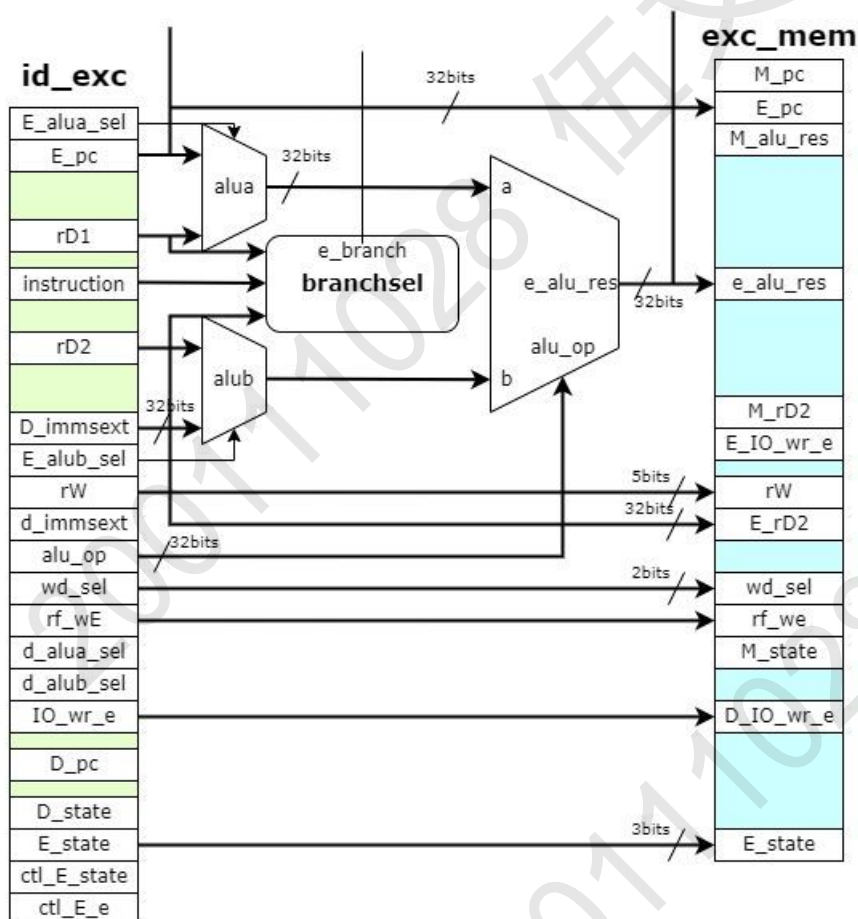 exc_mem
id_exc
M_pc
32bits
E_alua_sel
E_pc
E_pc
32bits
M_alu_res
alua
a
rD1
e_branch
instruction
branchsel
e_alu_res
e_alu_res
32bits
rD2
alu_op
alub
b
32bits
M_rD2
D_immsext
E_IO_wr_e
E_alub_sel
rW
5bits
rW
d_immsext
32bits
E_rD2
alu_op
32bits
wd_sel
2bits
wd_sel
rf_wE
rf_we
d_alua_sel
M_state
d_alub_sel
IO_wr_e
D_IO_wr_e
D_pc
D_state
3bits
E_state
E_state
ctl_E_state
ctl_E_e
200111028 伍